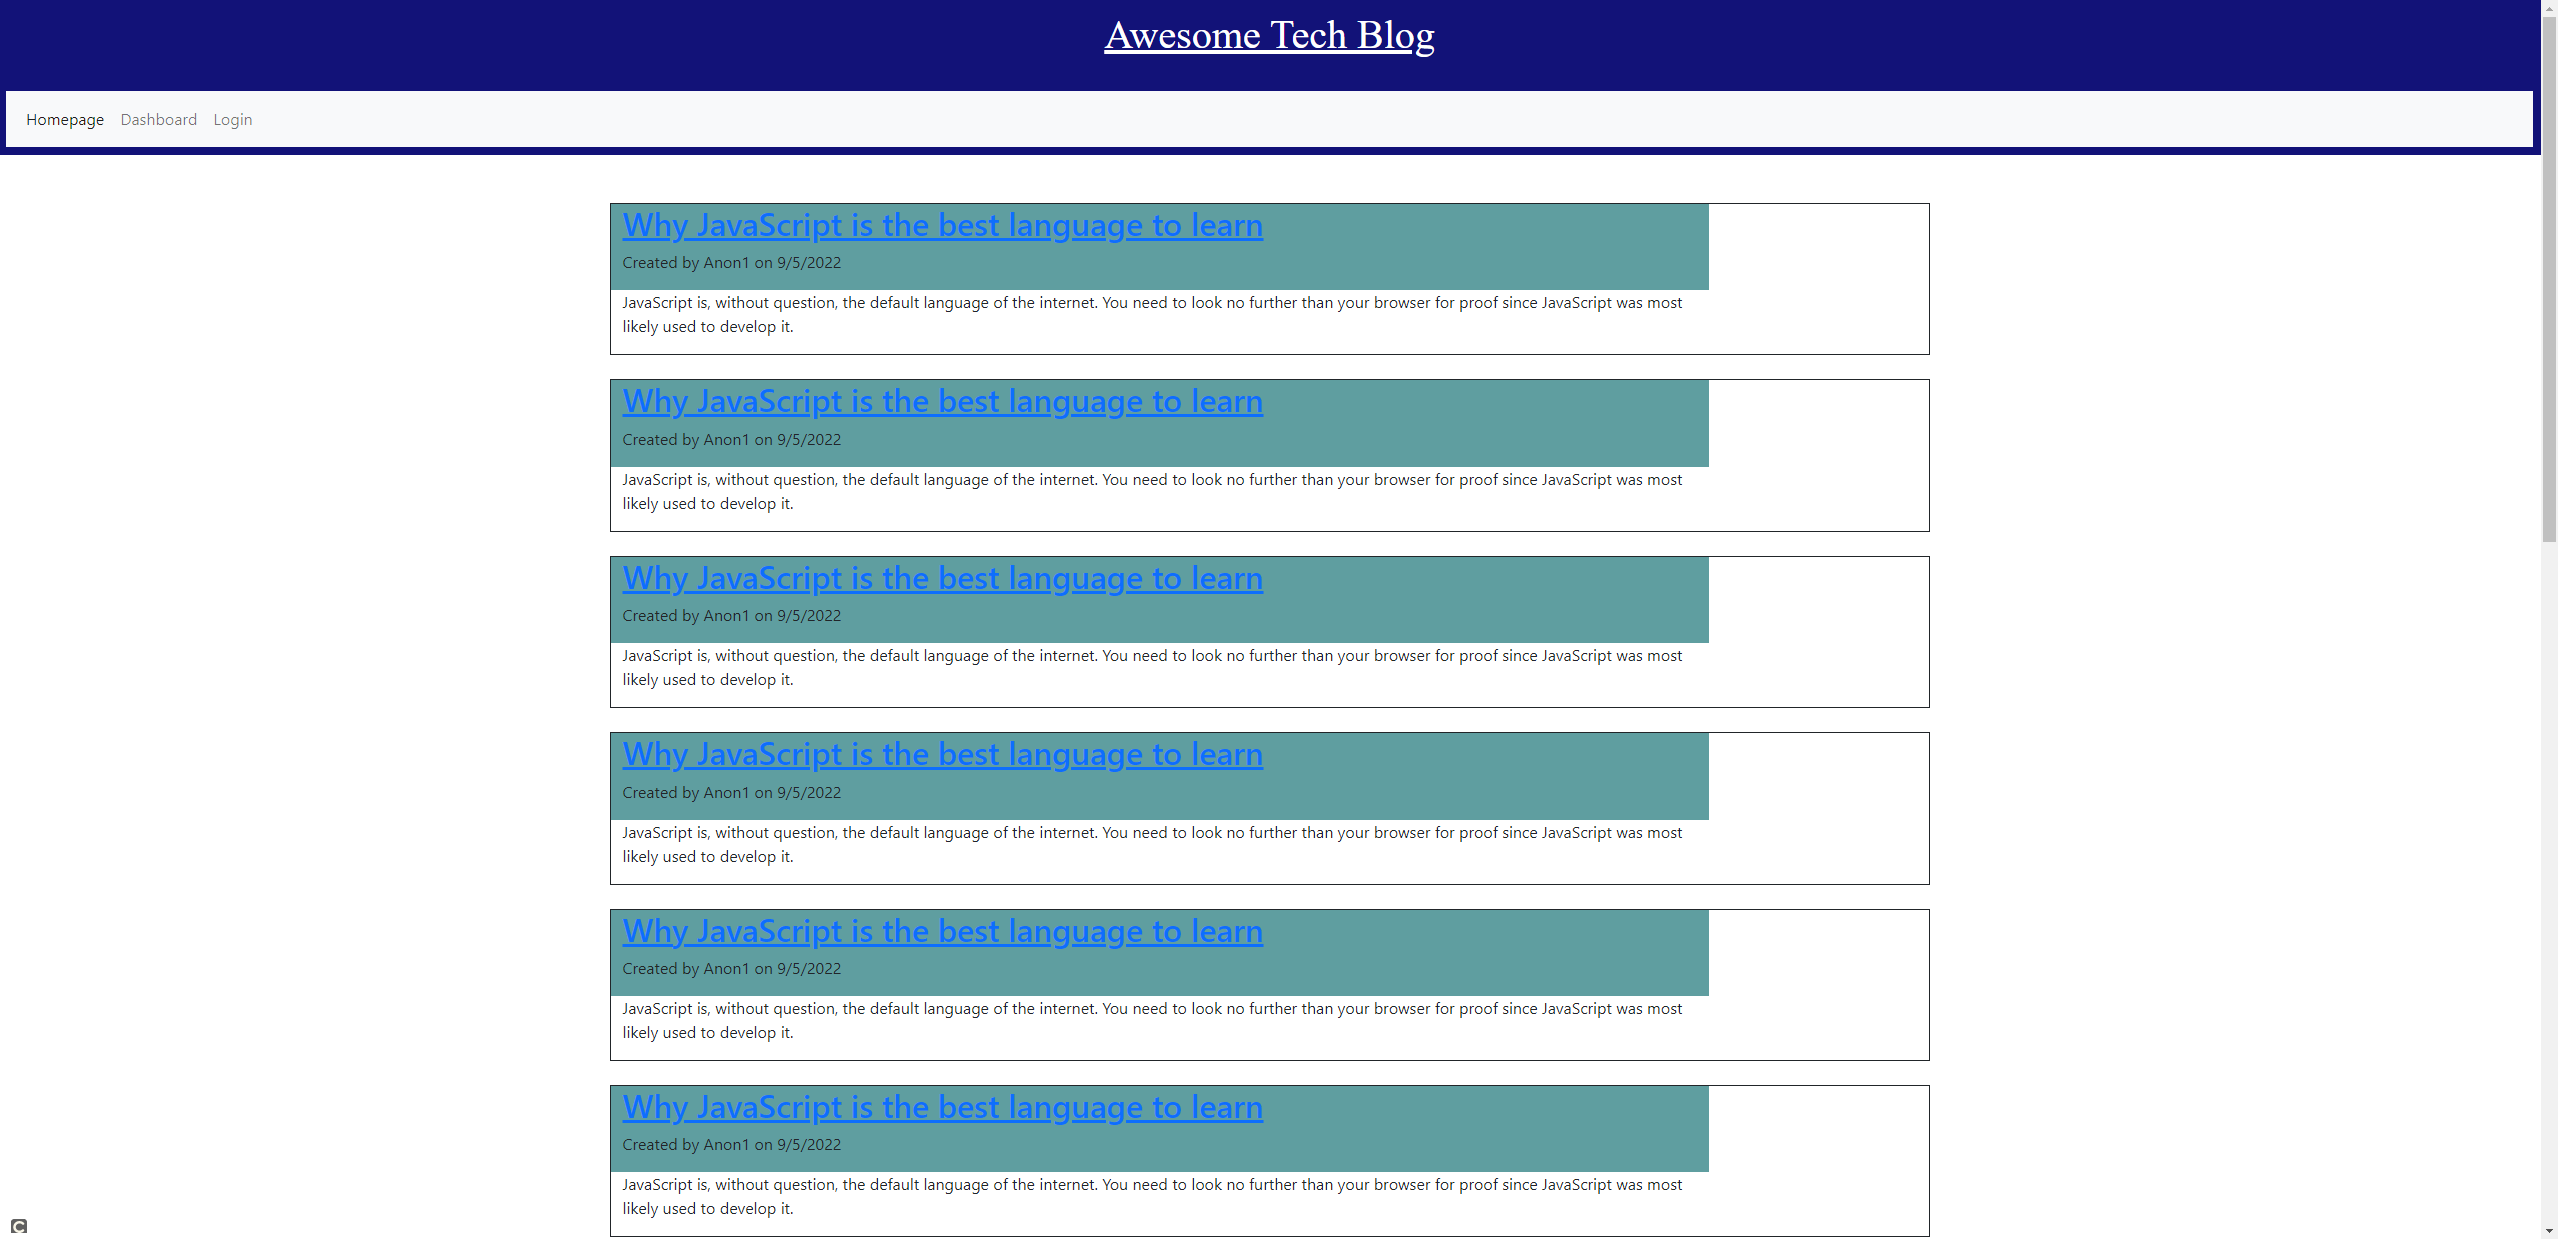 Awesome Tech Blog
Homepage Dashboard Login
Why JavaScript is the best language to learn
Created by Anon1 on 9/5/2022
JavaScript is, without question, the default language of the internet. You need to look no further than your browser for proof since JavaScript was most
likely used to develop it.
Why JavaScript is the best language to learn
Created by Anon1 on 9/5/2022
JavaScript is, without question, the default language of the internet. You need to look no further than your browser for proof since JavaScript was most
likely used to develop it.
Why JavaScript is the best language to learn
Created by Anon1 on 9/5/2022
JavaScript is, without question, the default language of the internet. You need to look no further than your browser for proof since JavaScript was most
likely used to develop it.
Why JavaScript is the best language to learn
Created by Anon1 on 9/5/2022
JavaScript is, without question, the default language of the internet. You need to look no further than your browser for proof since JavaScript was most
likely used to develop it.
Why JavaScript is the best language to learn
Created by Anon1 on 9/5/2022
JavaScript is, without question, the default language of the internet. You need to look no further than your browser for proof since JavaScript was most
likely used to develop it.
Why JavaScript is the best language to learn
Created by Anon1 on 9/5/2022
JavaScript is, without question, the default language of the internet. You need to look no further than your browser for proof since JavaScript was most
likely used to develop it.
C